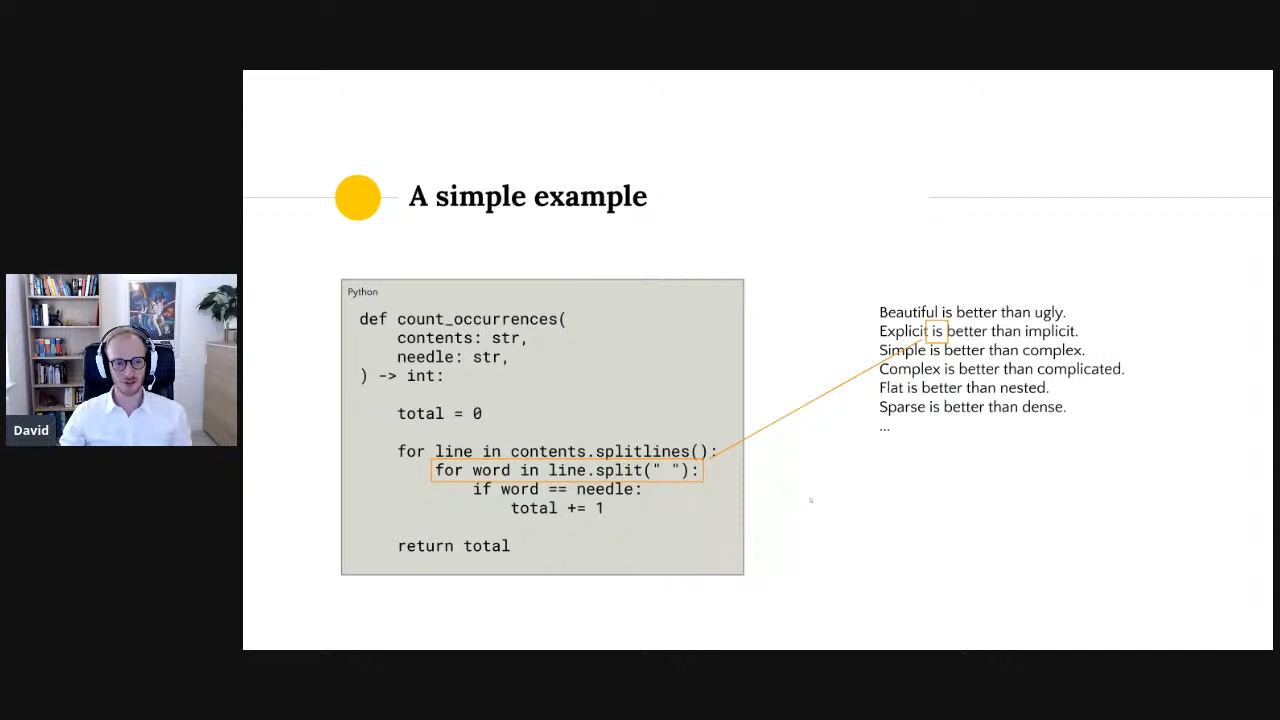 A simple example
Python
def count_occurrences(
contents: str,
needle: str,
) -> int:
total = 0
for line in contents.splitlines():
for word in line.split(" "):
if word == needle:
total += 1
return total
Beautiful is better than ugly.
Explicit is better than implicit.
Simple is better than complex.
Complex is better than complicated.
Flat is better than nested.
Sparse is better than dense.
...
David